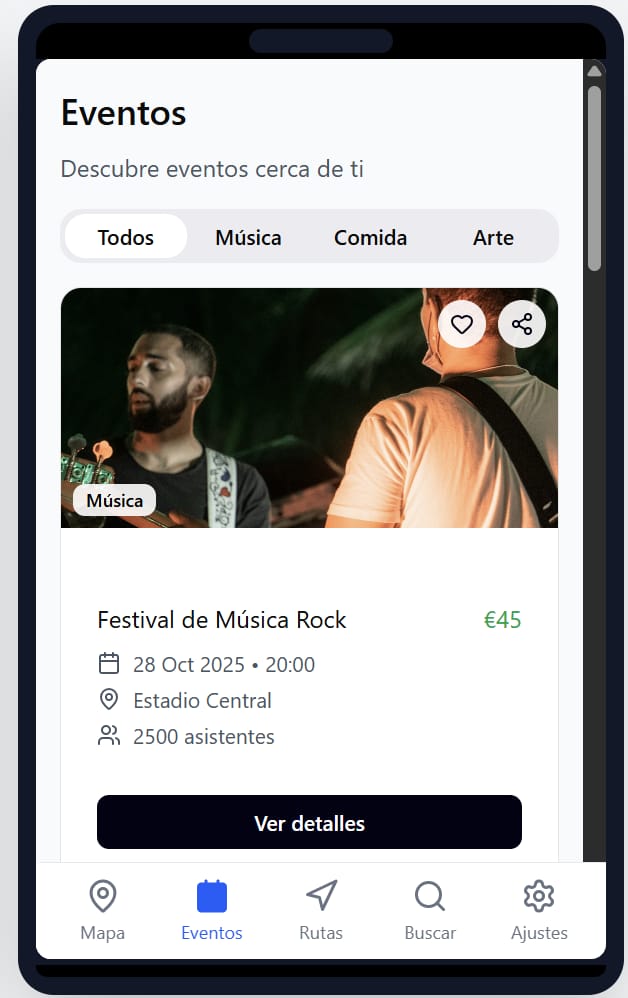 Eventos
Descubre eventos cerca de ti
Todos Música Comida Arte
Música
Festival de Música Rock €45
28 Oct 2025 • 20:00
Estadio Central
2500 asistentes
Ver detalles
Mapa Eventos Rutas Buscar Ajustes